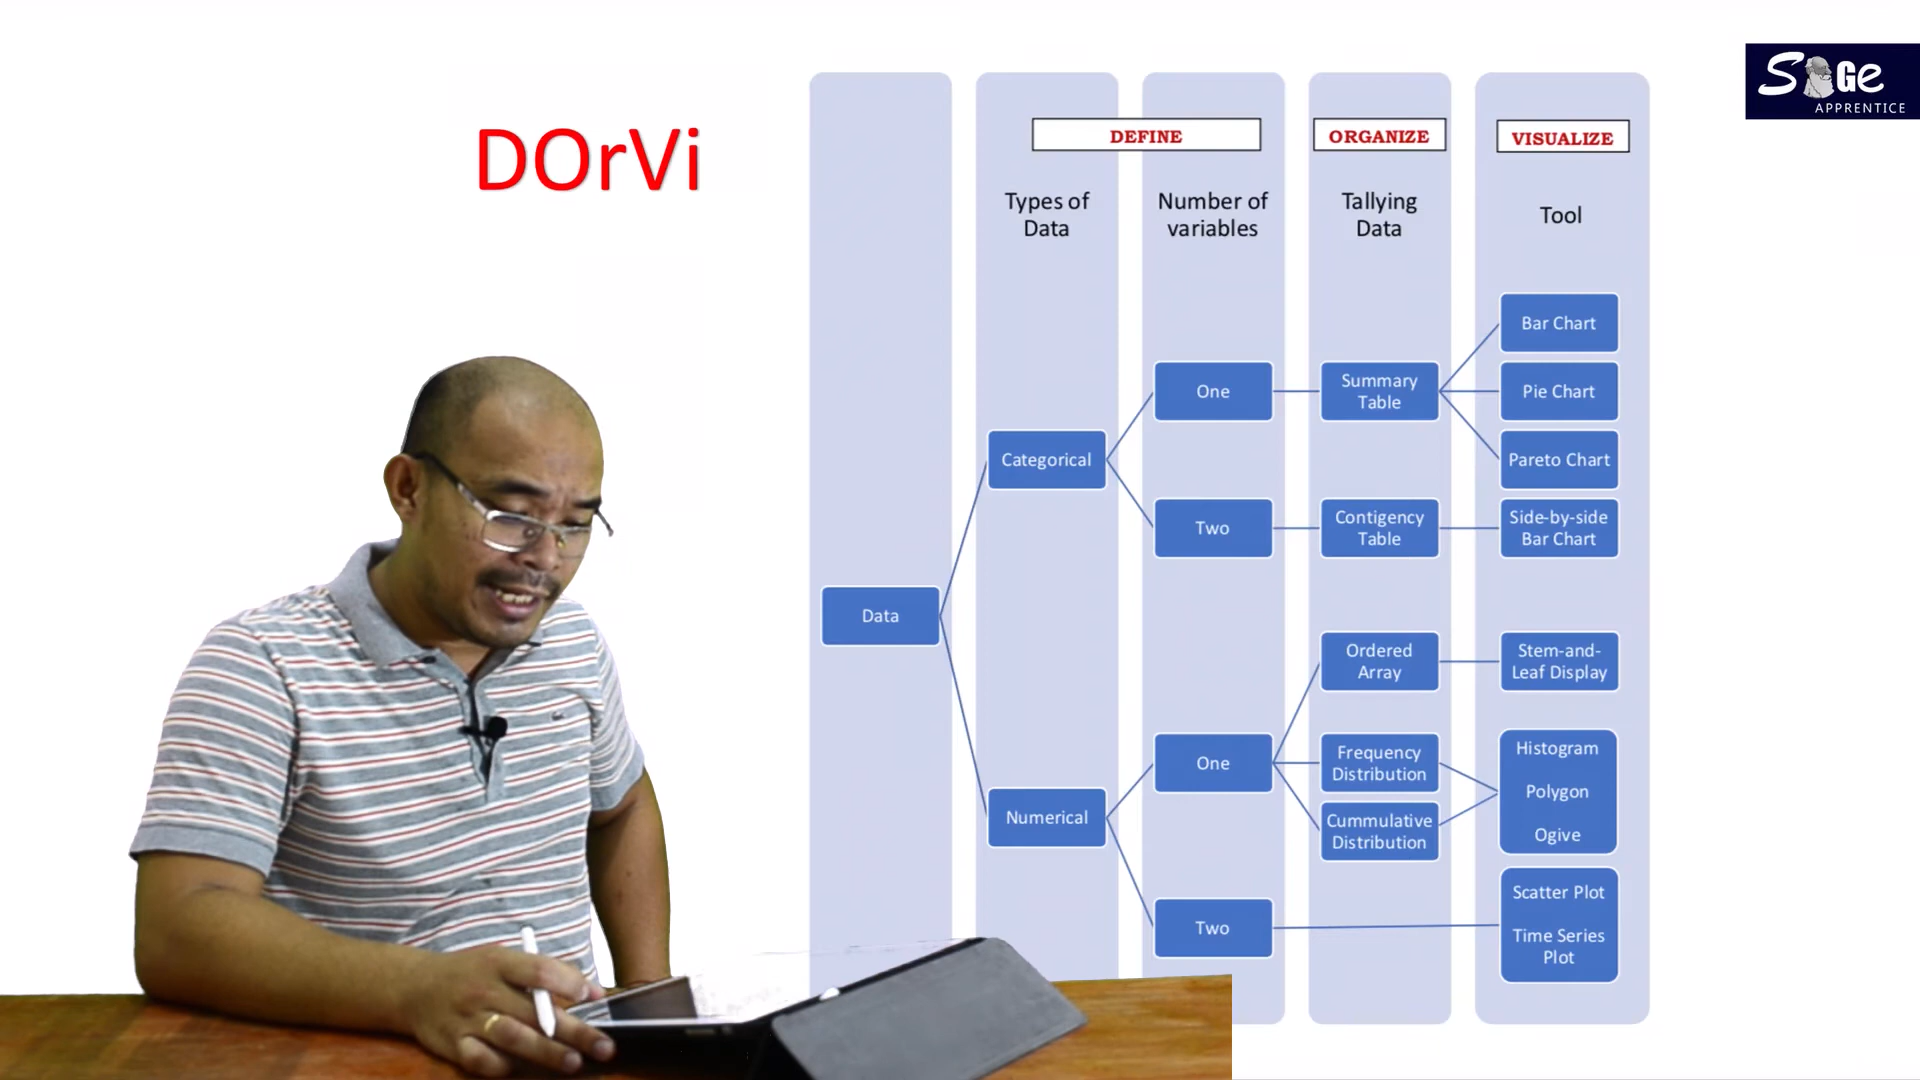 SAGe
APPRENTICE
DOrVi
DEFINE
ORGANIZE
VISUALIZE
Types of
Data
Number of
variables
Tallying
Data
Tool
Data
Categorical
One
Summary
Table
Bar Chart
Pie Chart
Pareto Chart
Two
Contigency
Table
Side-by-side
Bar Chart
Numerical
One
Ordered
Array
Stem-and-
Leaf Display
Frequency
Distribution
Cummulative
Distribution
Histogram
Polygon
Ogive
Two
Scatter Plot
Time Series
Plot